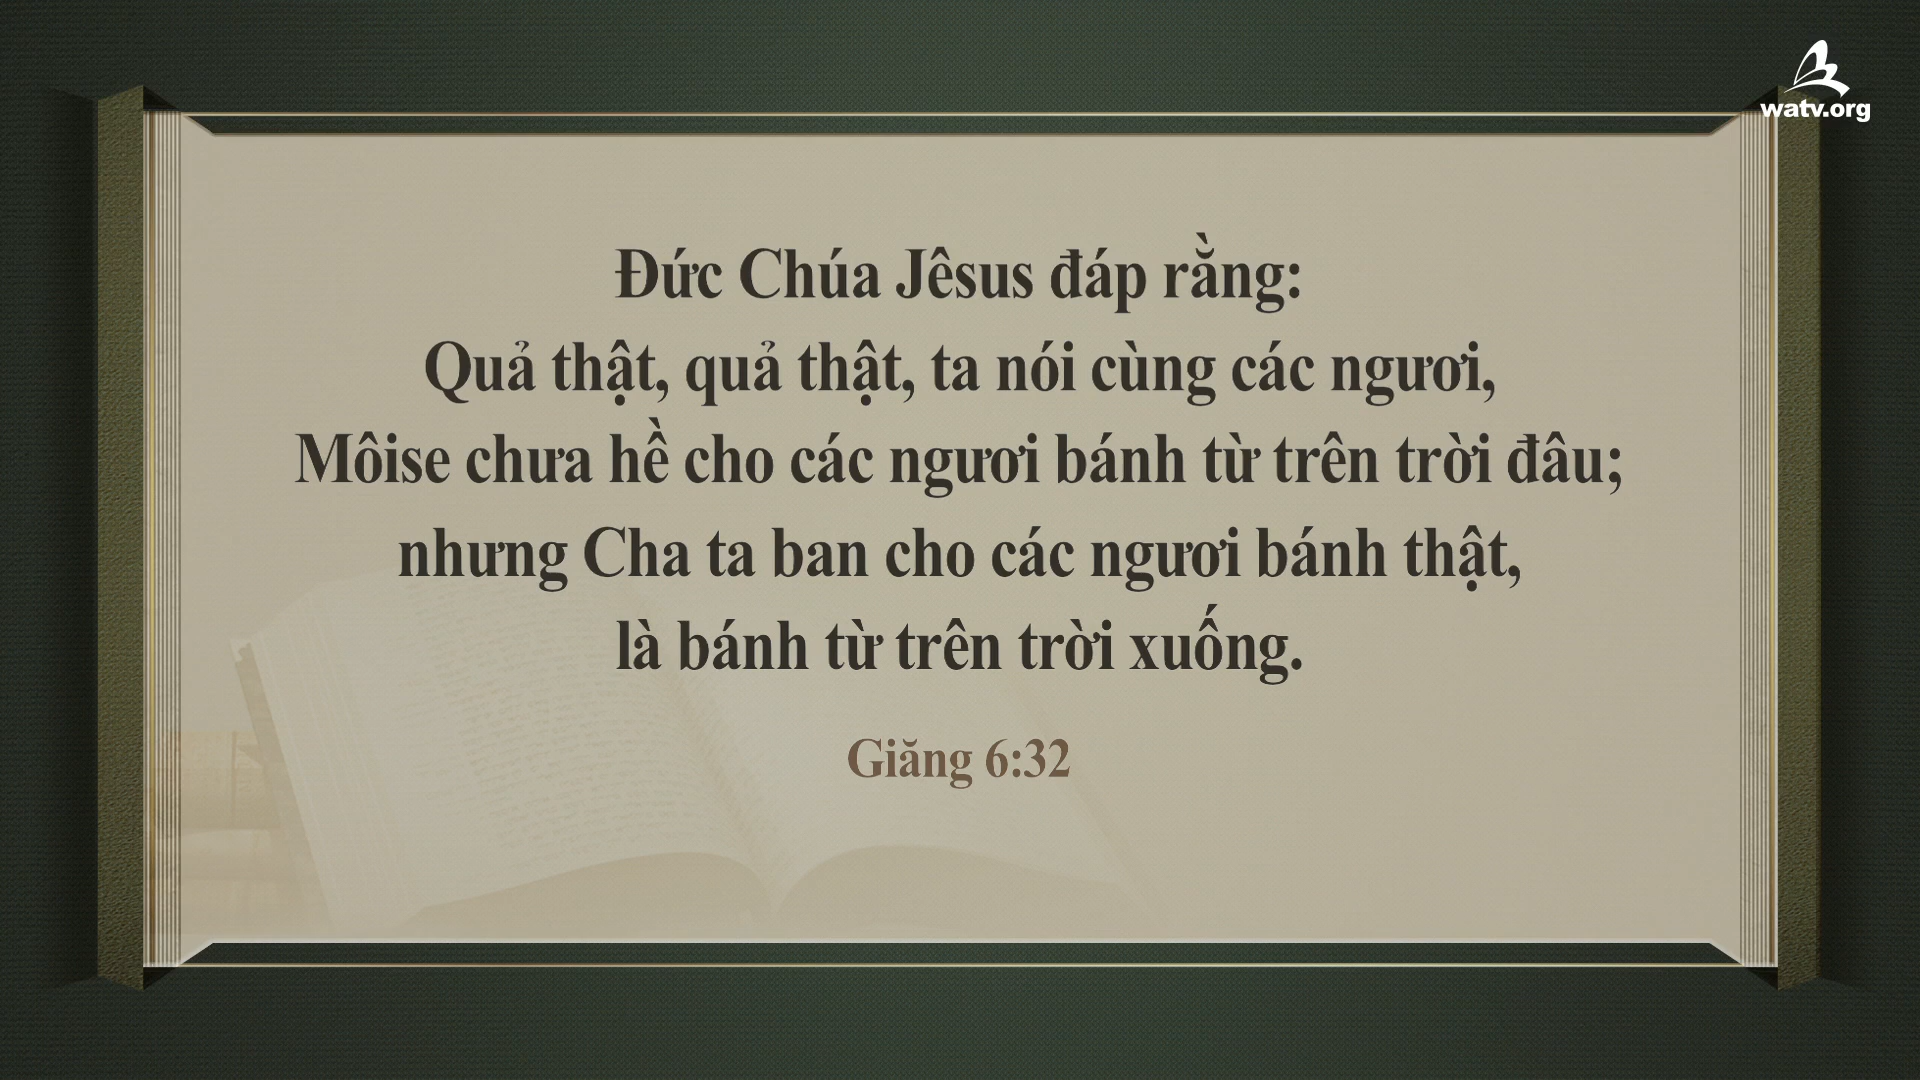 watv.org
Đức Chúa Jêsus đáp rằng:
Quả thật, quả thật, ta nói cùng các ngươi,
Môise chưa hề cho các ngươi bánh từ trên trời đâu;
nhưng Cha ta ban cho các ngươi bánh thật,
là bánh từ trên trời xuống.
Giăng 6:32